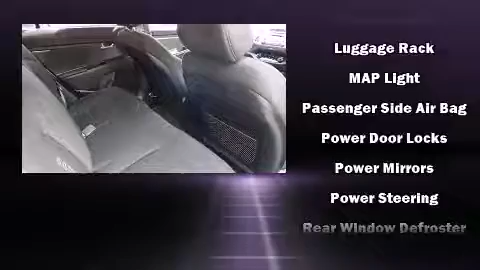 Luggage Rack
MAP Light
Passenger Side Air Bag
Power Door Locks
Power Mirrors
Power Steering
Rear Window Defroster